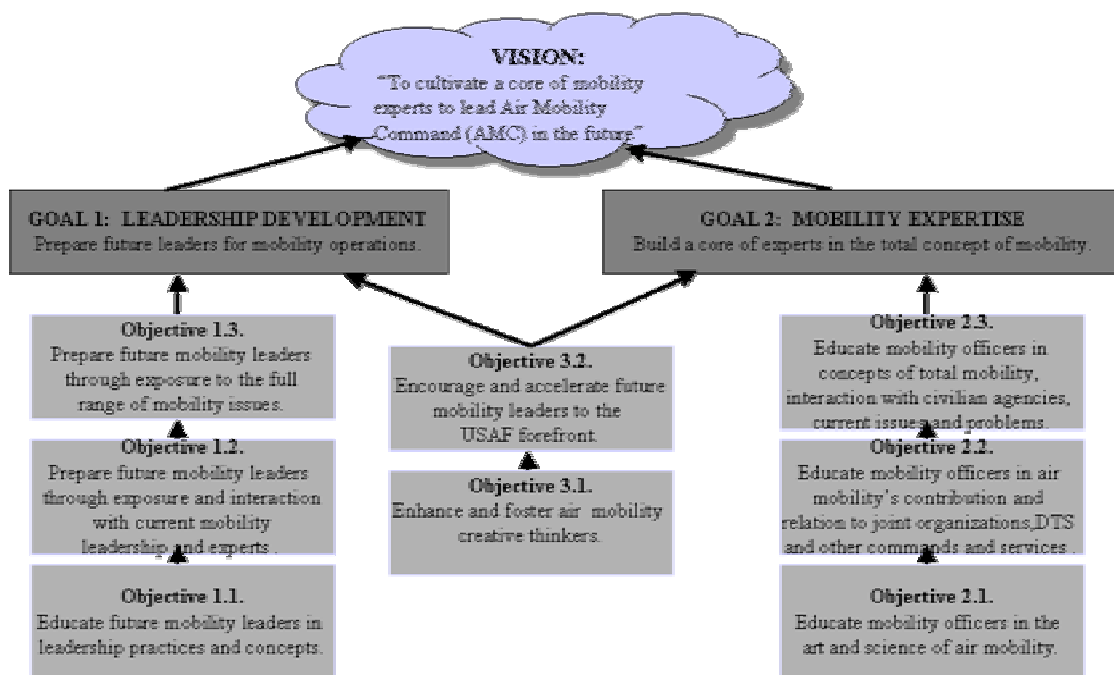 VISION:
"To cultivate a core of mobility
experts to lead Air Mobility
Command (AMC) in the future"
GOAL 1: LEADERSHIP DEVELOPMENT
Prepare future leaders for mobility operations.
GOAL 2: MOBILITY EXPERTISE
Build a core of experts in the total concept of mobility.
Objective 1.3.
Prepare future mobility leaders
through exposure to the full
range of mobility issues.
Objective 1.2.
Prepare future mobility leaders
through exposure and interaction
with current mobility
leadership and experts .
Objective 1.1.
Educate future mobility leaders in
leadership practices and concepts.
Objective 3.2.
Encourage and accelerate future
mobility leaders to the
USAF forefront.
Objective 3.1.
Enhance and foster air mobility
creative thinkers.
Objective 2.3.
Educate mobility officers in
concepts of total mobility,
interaction with civilian agencies,
current issues and problems.
Objective 2.2.
Educate mobility officers in air
mobility's contribution and
relation to joint organizations,DTS
and other commands and services .
Objective 2.1.
Educate mobility officers in the
art and science of air mobility.